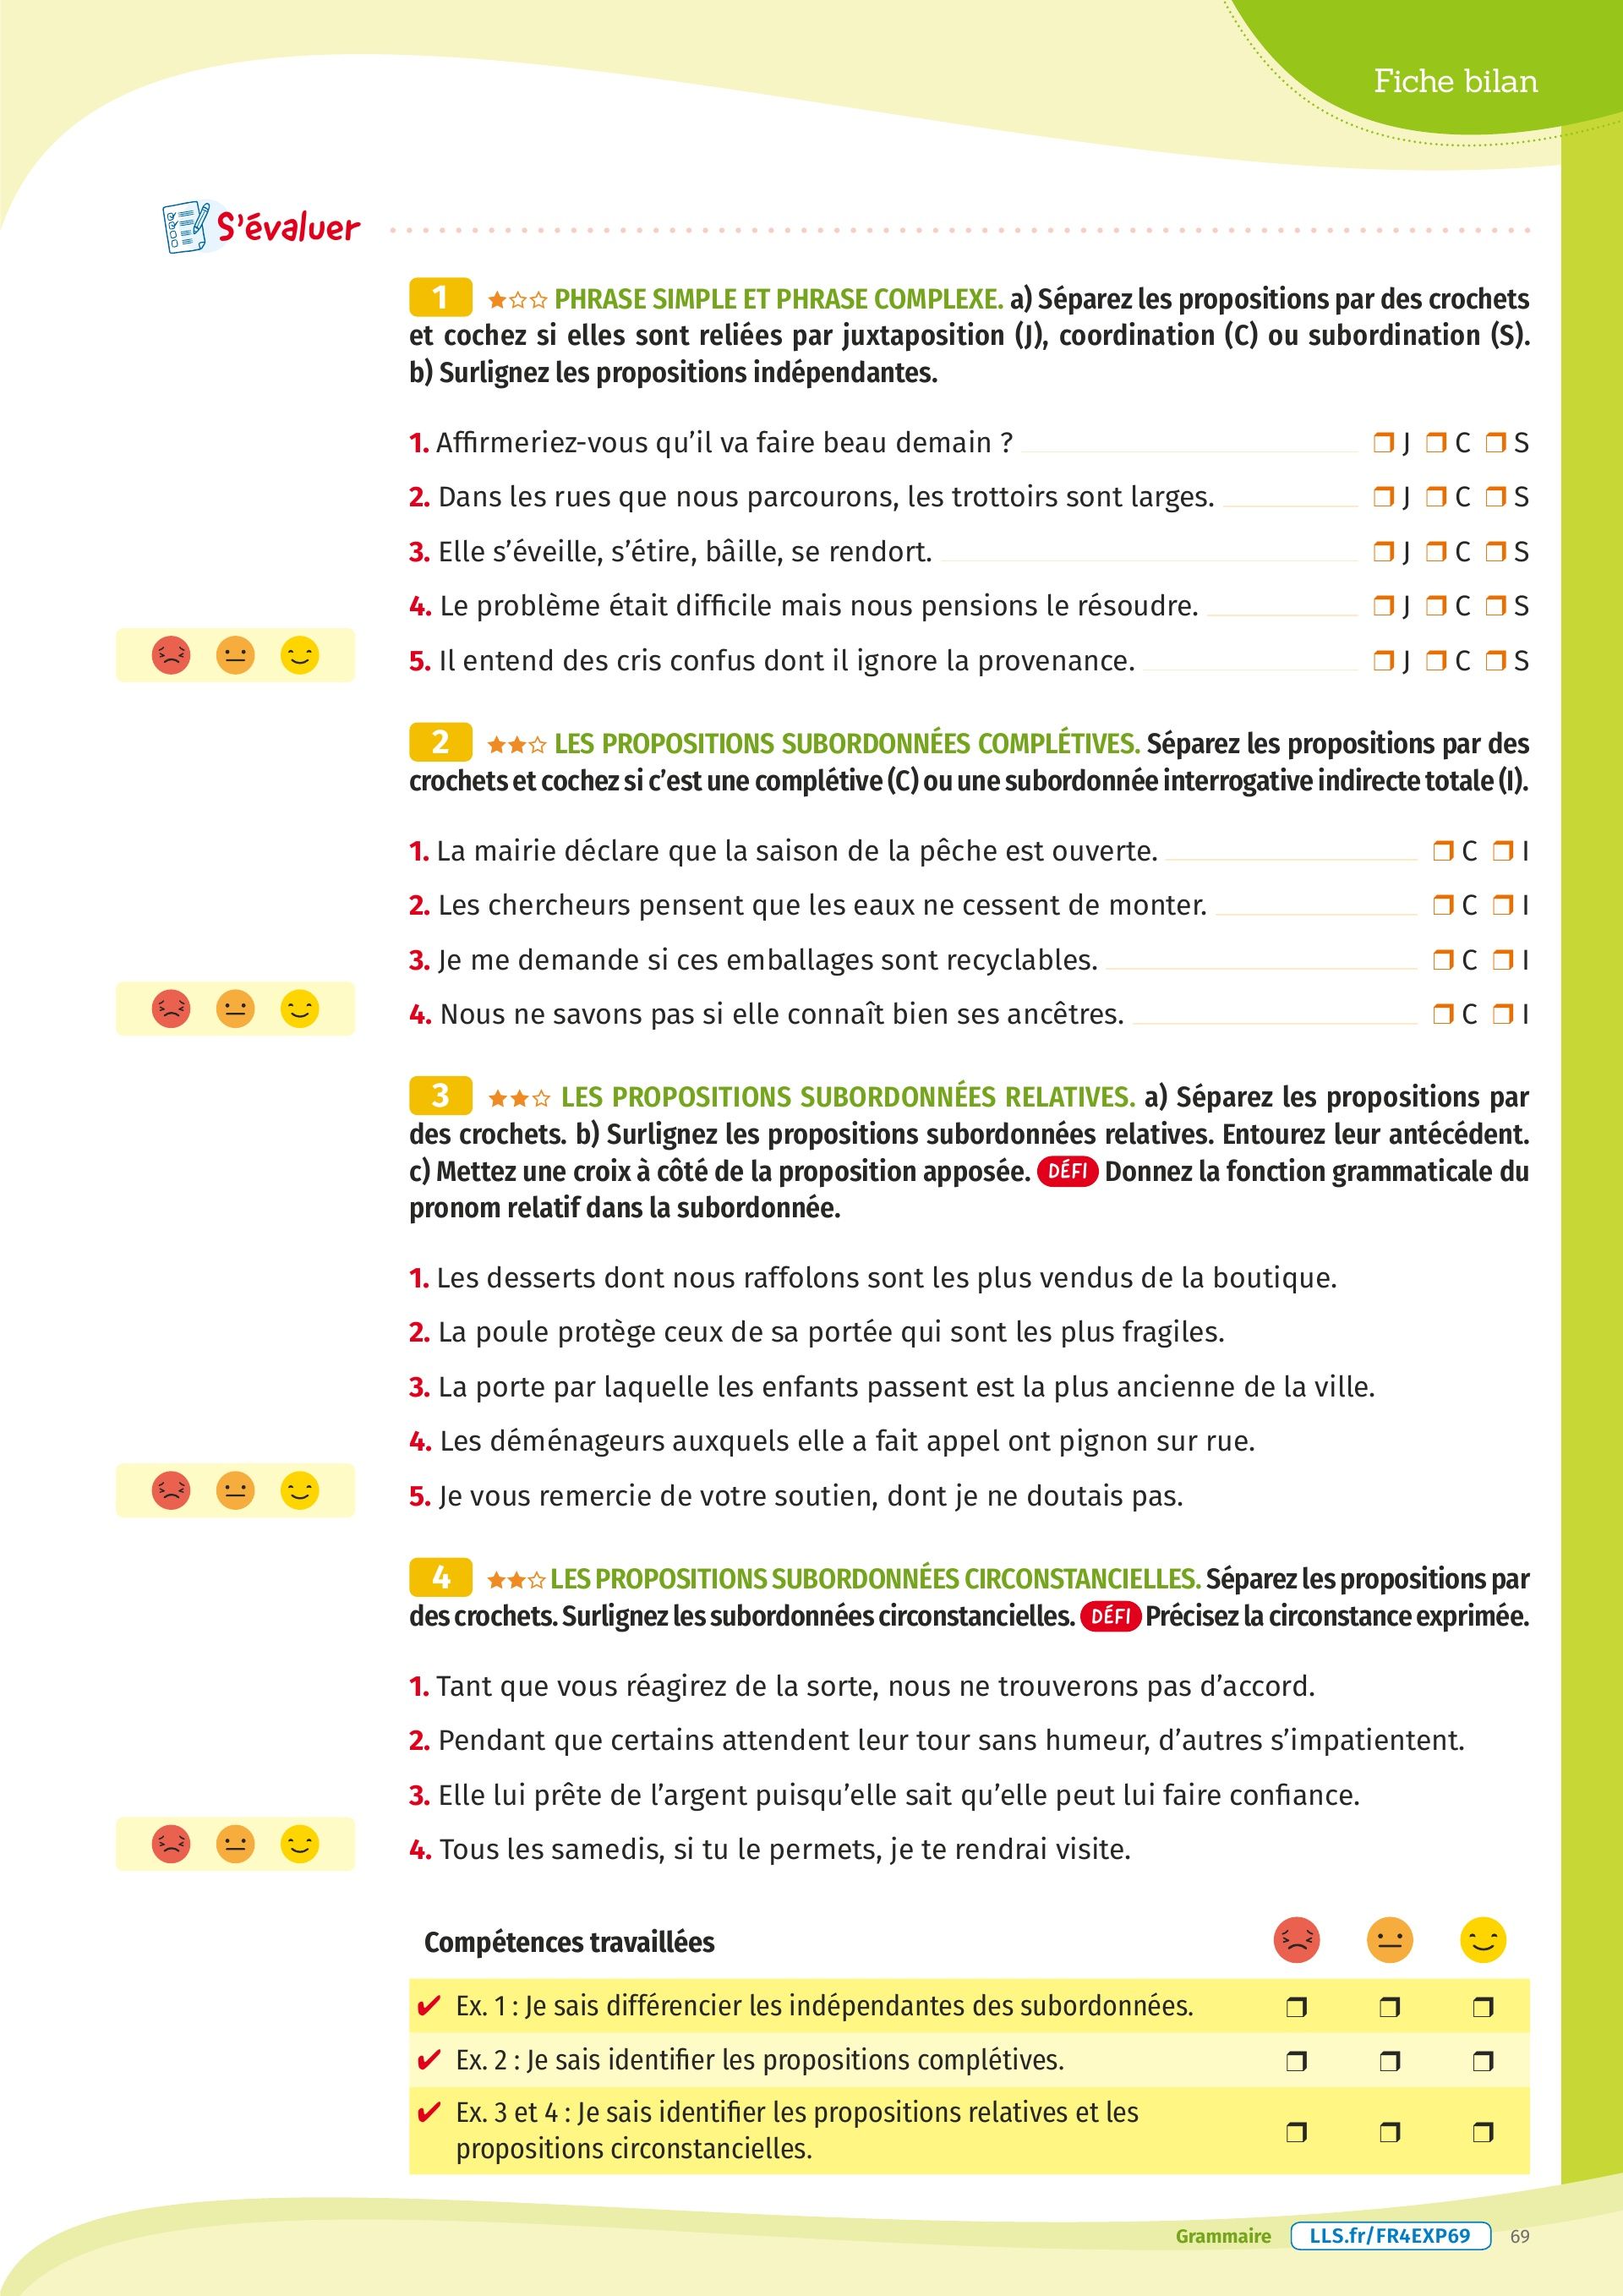 Fiche bilan
S'évaluer
1 PHRASE SIMPLE ET PHRASE COMPLEXE. a) Séparez les propositions par des crochets
et cochez si elles sont reliées par juxtaposition (J), coordination (C) ou subordination (S).
b) Surlignez les propositions indépendantes.
1. Affirmeriez-vous qu'il va faire beau demain ? ❒ J ❒ C ❒ S
2. Dans les rues que nous parcourons, les trottoirs sont larges. ❒ J ❒ C ❒ S
3. Elle s'éveille, s'étire, bâille, se rendort. ❒ J ❒ C ❒ S
4. Le problème était difficile mais nous pensions le résoudre. ❒ J ❒ C ❒ S
5. Il entend des cris confus dont il ignore la provenance. ❒ J ❒ C ❒ S
2 LES PROPOSITIONS SUBORDONNÉES COMPLÉTIVES. Séparez les propositions par des
crochets et cochez si c'est une complétive (C) ou une subordonnée interrogative indirecte totale (I).
1. La mairie déclare que la saison de la pêche est ouverte. ❒ C ❒ I
2. Les chercheurs pensent que les eaux ne cessent de monter. ❒ C ❒ I
3. Je me demande si ces emballages sont recyclables. ❒ C ❒ I
4. Nous ne savons pas si elle connaît bien ses ancêtres. ❒ C ❒ I
3 LES PROPOSITIONS SUBORDONNÉES RELATIVES. a) Séparez les propositions par
des crochets. b) Surlignez les propositions subordonnées relatives. Entourez leur antécédent.
c) Mettez une croix à côté de la proposition apposée. DÉFI Donnez la fonction grammaticale du
pronom relatif dans la subordonnée.
1. Les desserts dont nous raffolons sont les plus vendus de la boutique.
2. La poule protège ceux de sa portée qui sont les plus fragiles.
3. La porte par laquelle les enfants passent est la plus ancienne de la ville.
4. Les déménageurs auxquels elle a fait appel ont pignon sur rue.
5. Je vous remercie de votre soutien, dont je ne doutais pas.
4 LES PROPOSITIONS SUBORDONNÉES CIRCONSTANCIELLES. Séparez les propositions par
des crochets. Surlignez les subordonnées circonstancielles. DÉFI Précisez la circonstance exprimée.
1. Tant que vous réagirez de la sorte, nous ne trouverons pas d'accord.
2. Pendant que certains attendent leur tour sans humeur, d'autres s'impatientent.
3. Elle lui prête de l'argent puisqu'elle sait qu'elle peut lui faire confiance.
4. Tous les samedis, si tu le permets, je te rendrai visite.
Compétences travaillées
✔ Ex. 1 : Je sais différencier les indépendantes des subordonnées. ❒ ❒ ❒
✔ Ex. 2 : Je sais identifier les propositions complétives. ❒ ❒ ❒
✔ Ex. 3 et 4 : Je sais identifier les propositions relatives et les
propositions circonstancielles. ❒ ❒ ❒
Grammaire LLS.fr/FR4EXP69 69